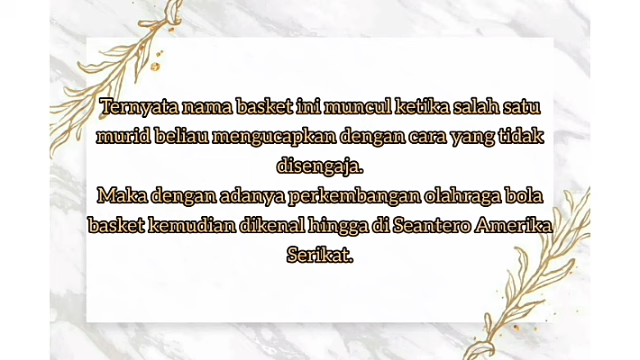 Ternyata nama basket ini muncul ketika salah satu
murid beliau mengucapkan dengan cara yang tidak
disengaja.
Maka dengan adanya perkembangan olahraga bola
basket kemudian dikenal hingga di Seantero Amerika
Serikat.